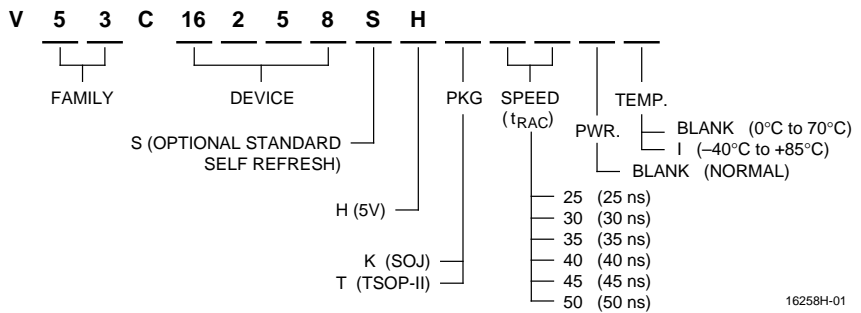 V 5 3 C 16 2 5 8 S H
FAMILY DEVICE PKG SPEED TEMP.
(tRAC) PWR.
BLANK (0°C to 70°C)
I (–40°C to +85°C)
BLANK (NORMAL)
S (OPTIONAL STANDARD
SELF REFRESH)
H (5V)
K (SOJ)
T (TSOP-II)
25 (25 ns)
30 (30 ns)
35 (35 ns)
40 (40 ns)
45 (45 ns)
50 (50 ns)
16258H-01